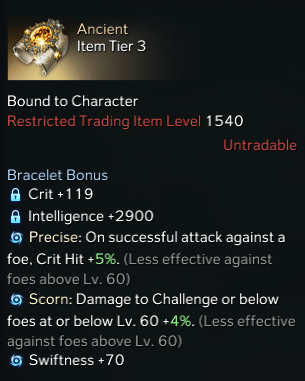 Ancient
Item Tier 3
Bound to Character
Restricted Trading Item Level 1540
Untradable
Bracelet Bonus
Crit +119
Intelligence +2900
Precise: On successful attack against a
foe, Crit Hit +5%. (Less effective against
foes above Lv. 60)
Scorn: Damage to Challenge or below
foes at or below Lv. 60 +4%. (Less effective
against foes above Lv. 60)
Swiftness +70